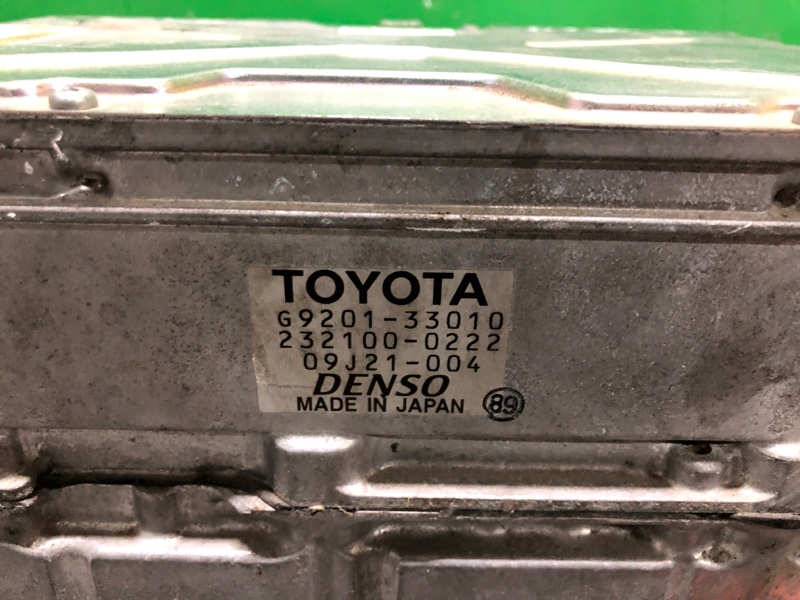 TOYOTA
G9201-33010
232100-0222
09J21-004
DENSO
MADE IN JAPAN 89